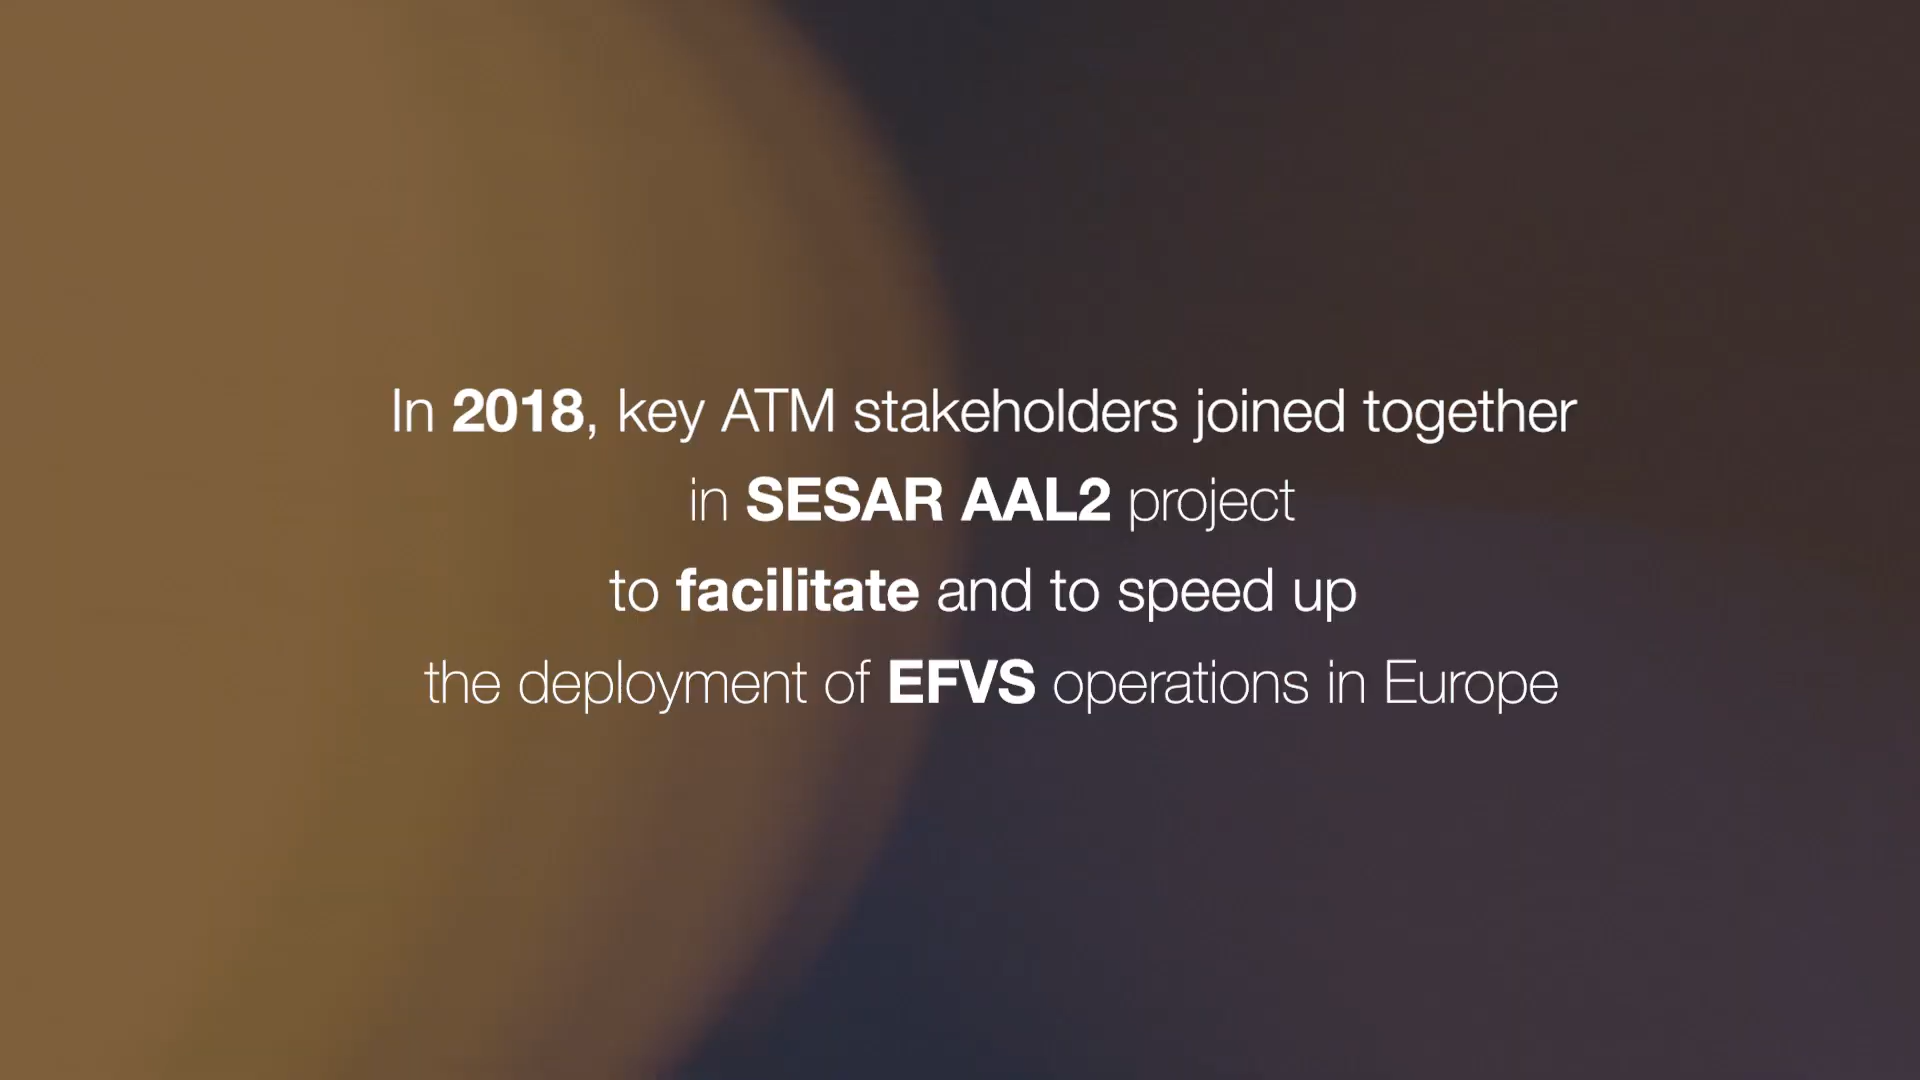 In 2018, key ATM stakeholders joined together
in SESAR AAL2 project
to facilitate and to speed up
the deployment of EFVS operations in Europe